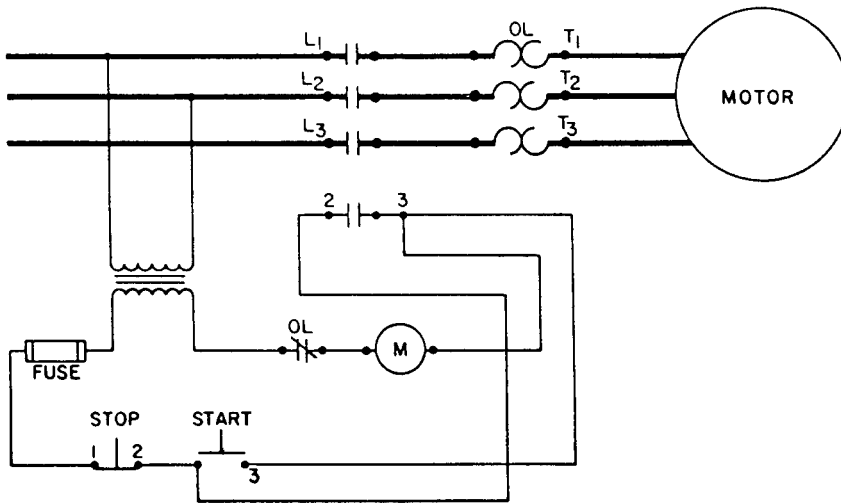 L1 OL T1
L2 T2 MOTOR
L3 T3
2 3
OL
M
FUSE
STOP START
1 2
3